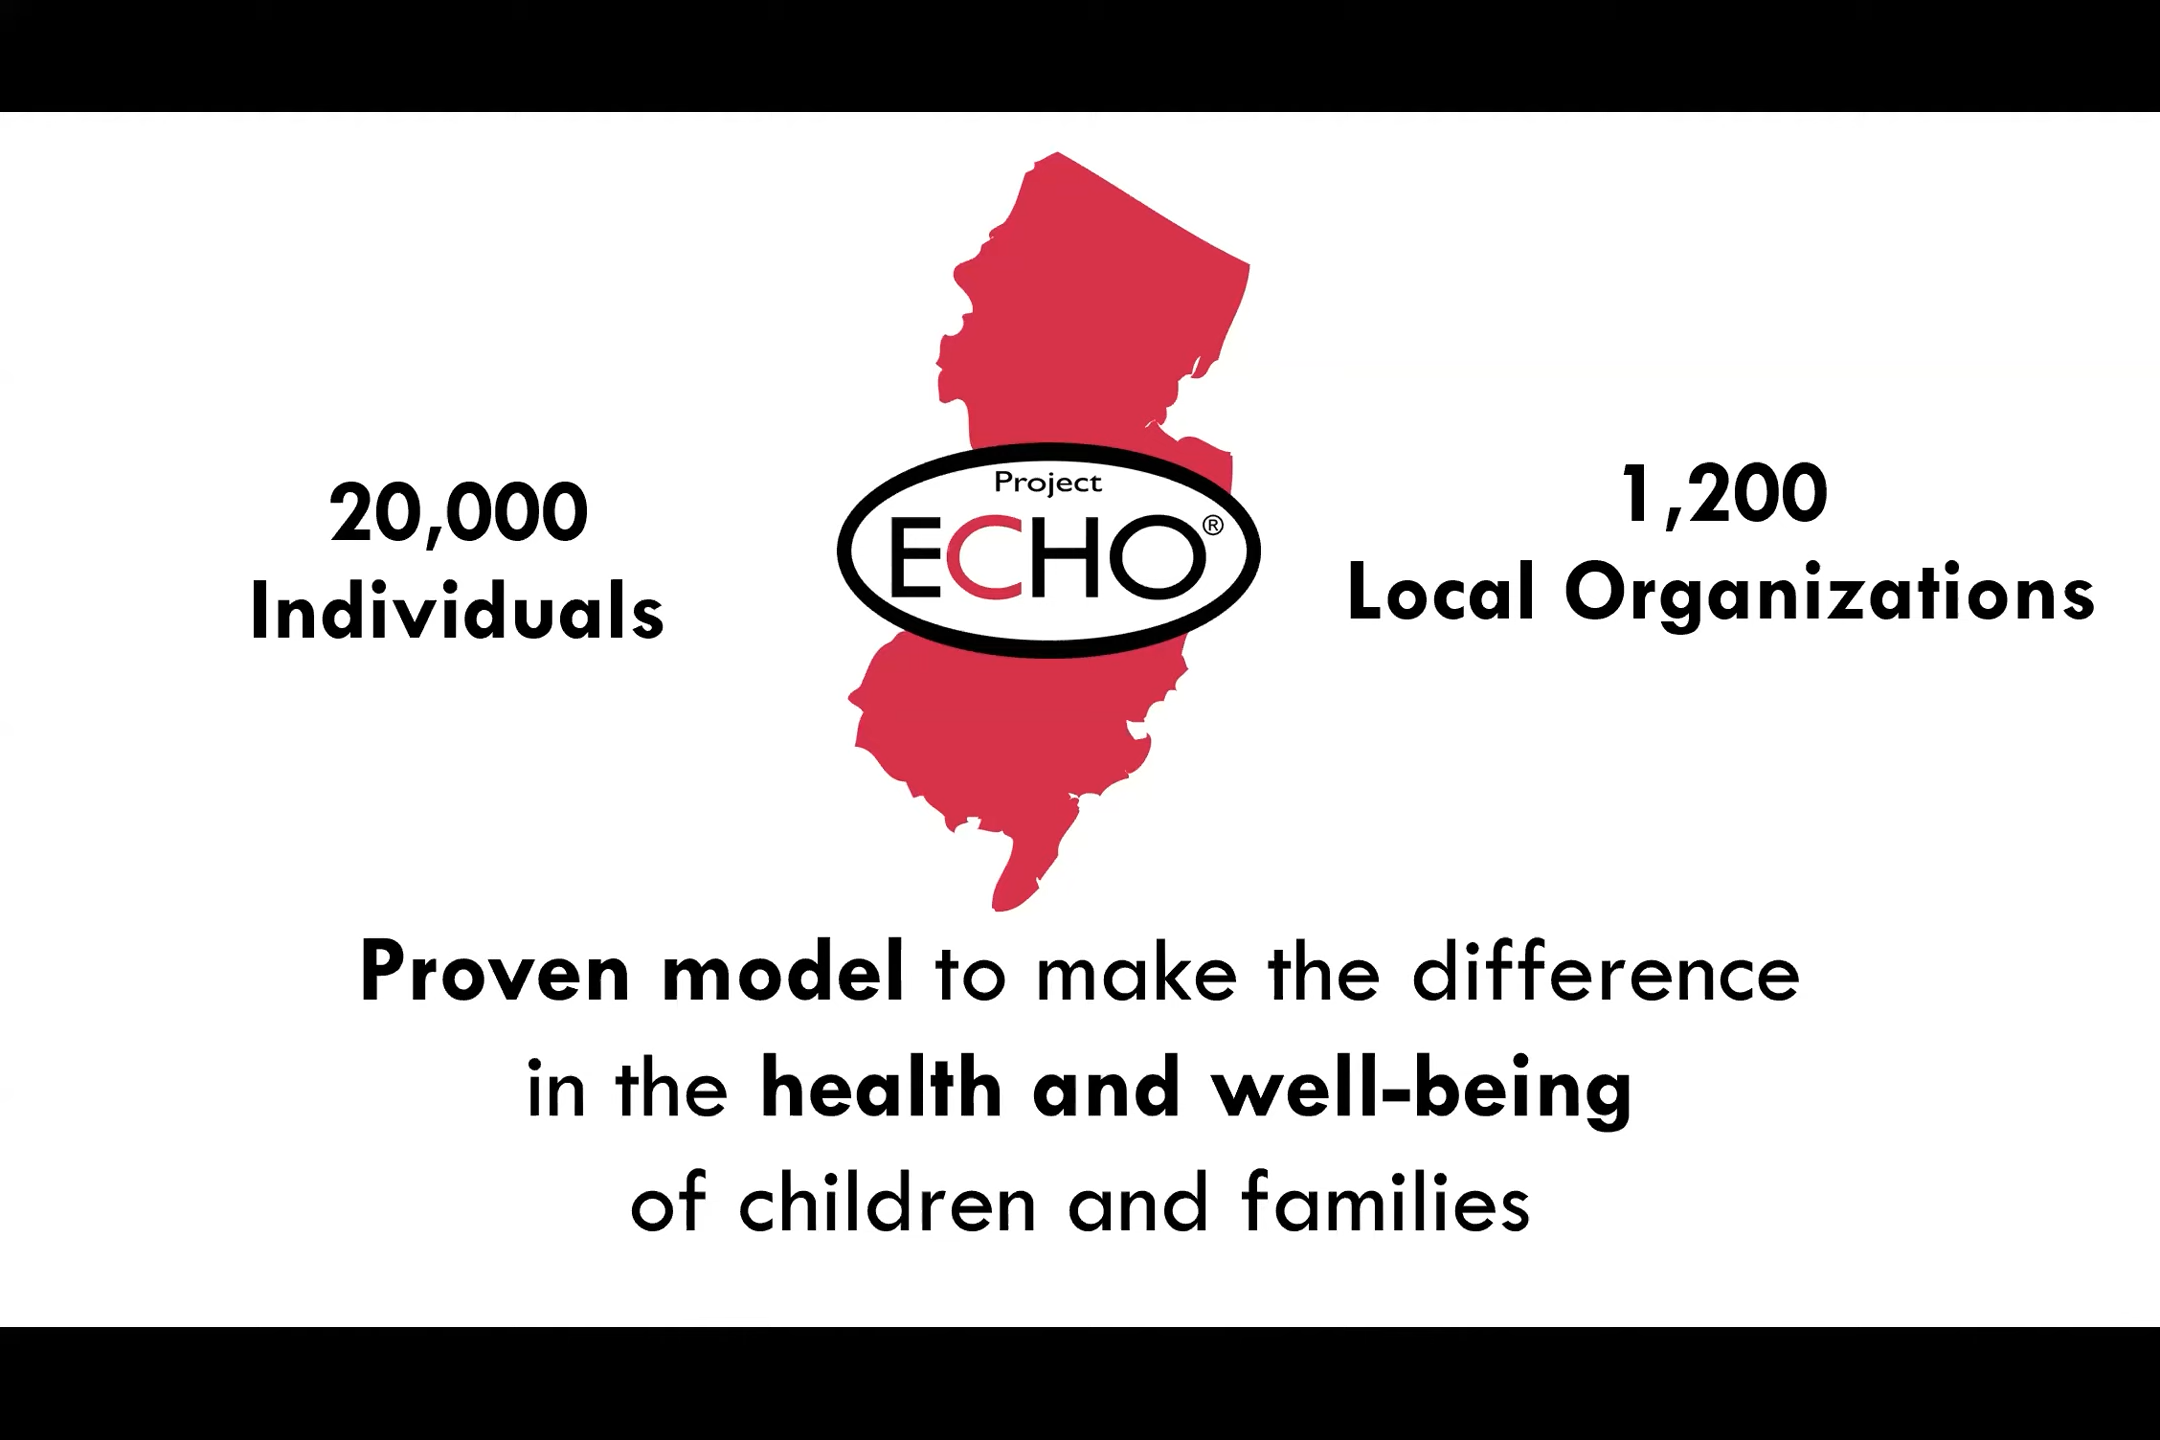 20,000
Individuals
Project
ECHO®
1,200
Local Organizations
Proven model to make the difference
in the health and well-being
of children and families